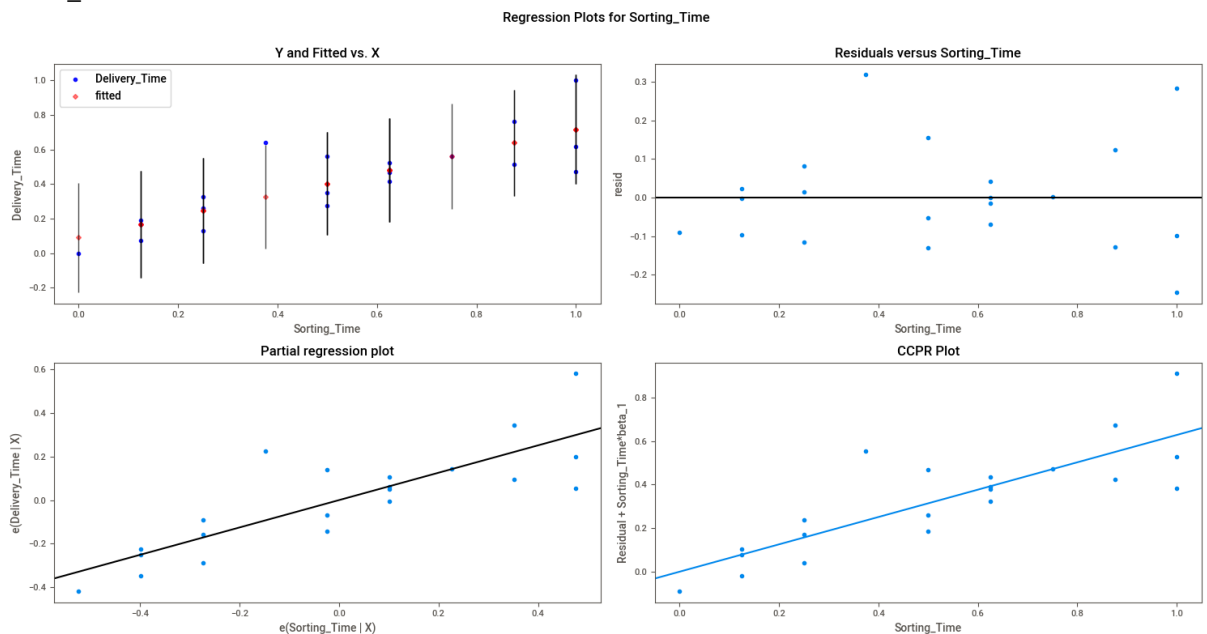 _
Regression Plots for Sorting_Time
Y and Fitted vs. X
Delivery_Time
fitted
1.0
0.8
0.6
0.4
0.2
0.0
−0.2
Delivery_Time
0.0 0.2 0.4 0.6 0.8 1.0
Sorting_Time
Residuals versus Sorting_Time
0.3
0.2
0.1
0.0
−0.1
−0.2
resid
0.0 0.2 0.4 0.6 0.8 1.0
Sorting_Time
Partial regression plot
0.6
0.4
0.2
0.0
−0.2
−0.4
e(Delivery_Time | X)
−0.4 −0.2 0.0 0.2 0.4
e(Sorting_Time | X)
CCPR Plot
0.8
0.6
0.4
0.2
0.0
Residual + Sorting_Time*beta_1
0.0 0.2 0.4 0.6 0.8 1.0
Sorting_Time